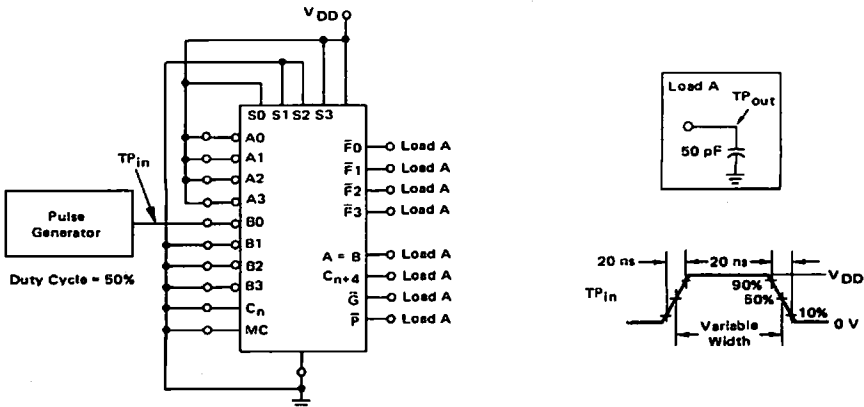 V DD
S0 S1 S2 S3
A0
A1
A2
A3
B0
B1
B2
B3
Cn
MC
TPin
Pulse
Generator
Duty Cycle = 50%
F̅0 Load A
F̅1 Load A
F̅2 Load A
F̅3 Load A
A = B Load A
Cn+4 Load A
G̅ Load A
P̅ Load A
Load A
TPout
50 pF
20 ns 20 ns
VDD
90%
50%
10%
TPin
0 V
Variable
Width